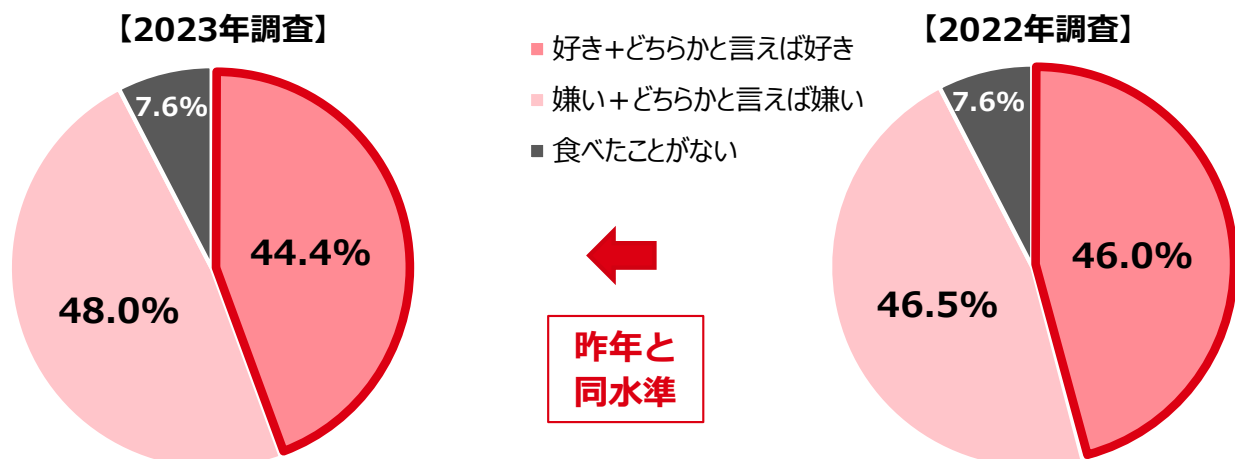 【2023年調査】
7.6%
44.4%
48.0%
■ 好き+どちらかと言えば好き
■ 嫌い+どちらかと言えば嫌い
■ 食べたことがない
昨年と
同水準
【2022年調査】
7.6%
46.0%
46.5%